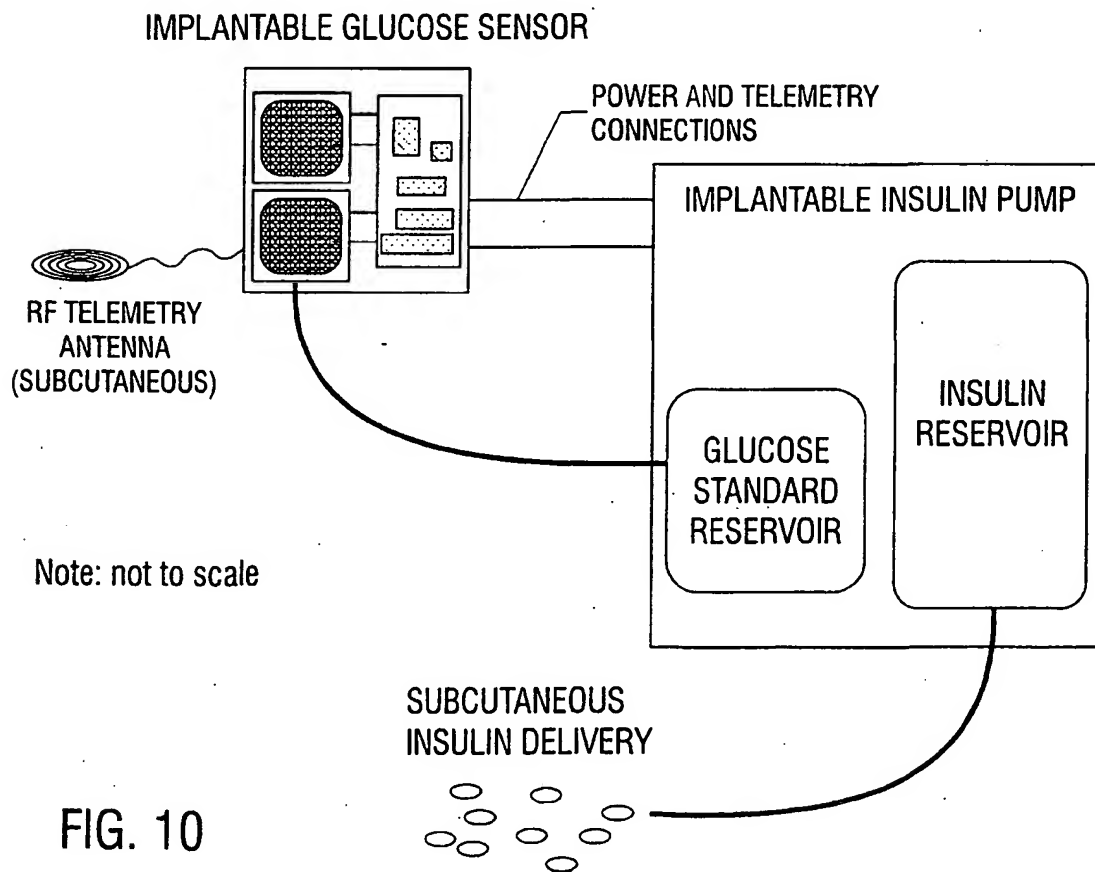 IMPLANTABLE GLUCOSE SENSOR
POWER AND TELEMETRY
CONNECTIONS
IMPLANTABLE INSULIN PUMP
RF TELEMETRY
ANTENNA
(SUBCUTANEOUS)
INSULIN
RESERVOIR
GLUCOSE
STANDARD
RESERVOIR
Note: not to scale
SUBCUTANEOUS
INSULIN DELIVERY
FIG. 10